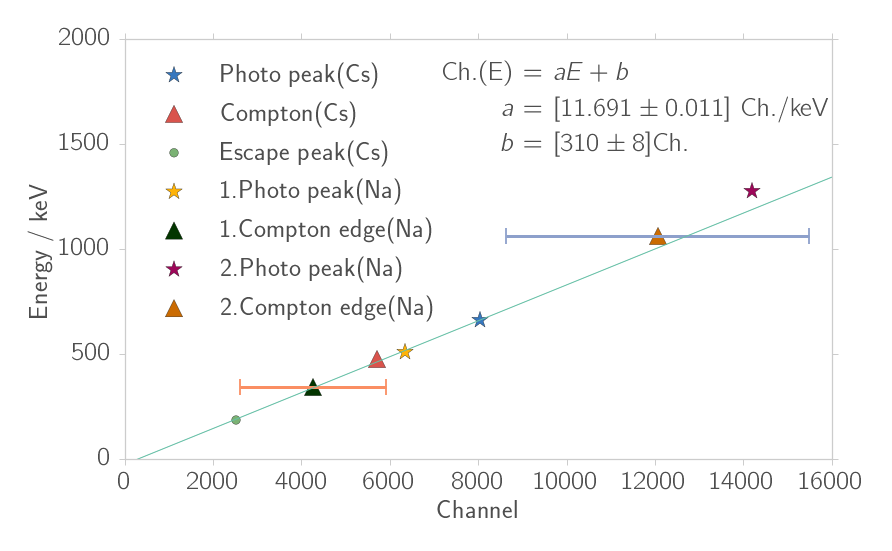 2000
1500
1000
500
0
Energy / keV
Photo peak(Cs)
Compton(Cs)
Escape peak(Cs)
1.Photo peak(Na)
1.Compton edge(Na)
2.Photo peak(Na)
2.Compton edge(Na)
Ch.(E) = aE + b
a = [11.691 ± 0.011] Ch./keV
b = [310 ± 8]Ch.
0 2000 4000 6000 8000 10000 12000 14000 16000
Channel